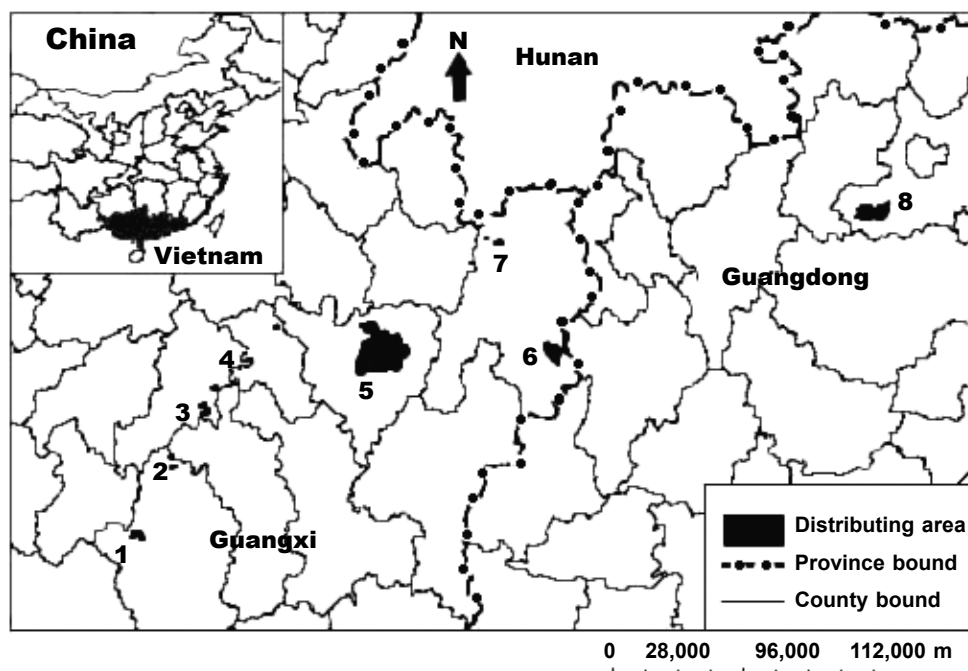 China
N
Hunan
Vietnam
8
7
Guangdong
4
6
5
3
2
Guangxi
1
Distributing area
Province bound
County bound
0 28,000 96,000 112,000 m